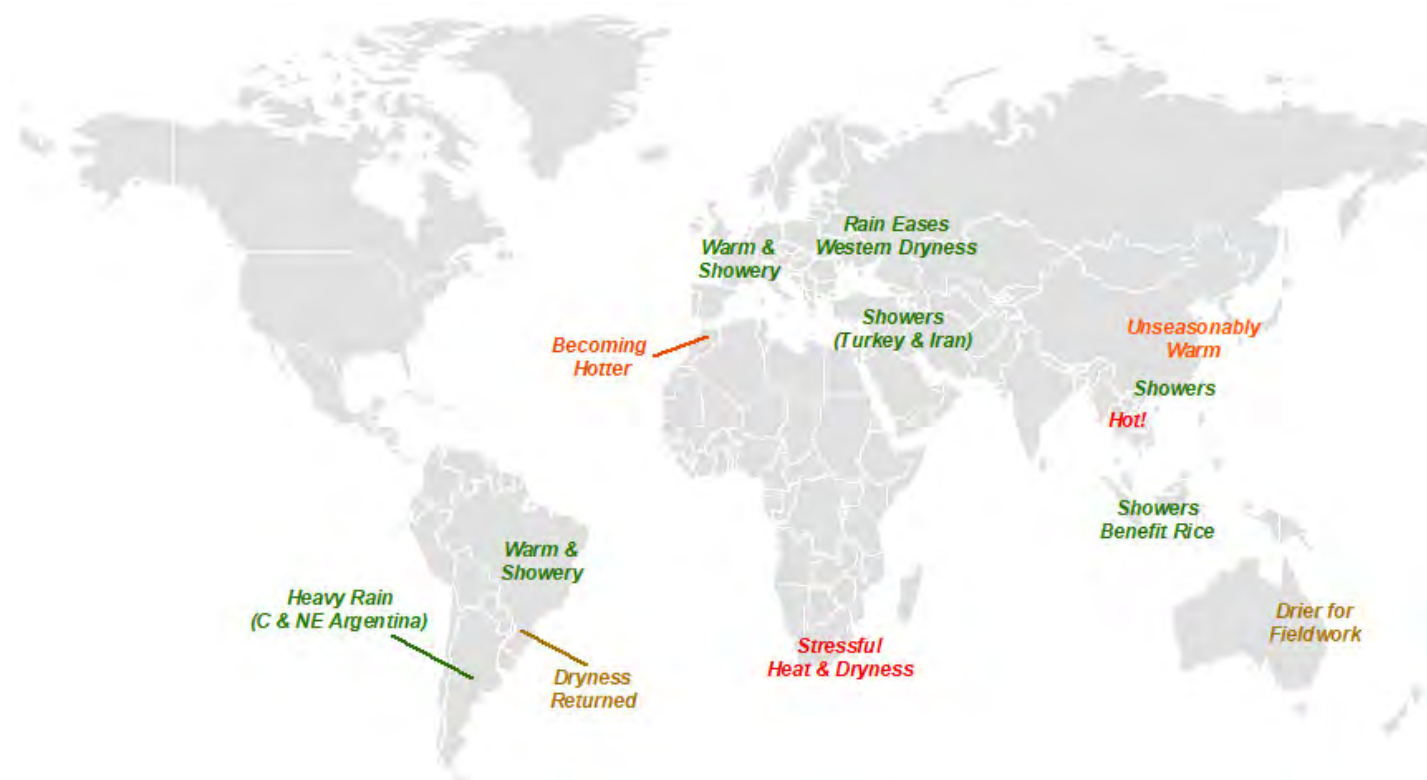 Rain Eases
Western Dryness
Warm &
Showery
Showers
(Turkey & Iran)
Becoming
Hotter
Unseasonably
Warm
Showers
Hot!
Showers
Benefit Rice
Warm &
Showery
Heavy Rain
(C & NE Argentina)
Dryness
Returned
Stressful
Heat & Dryness
Drier for
Fieldwork